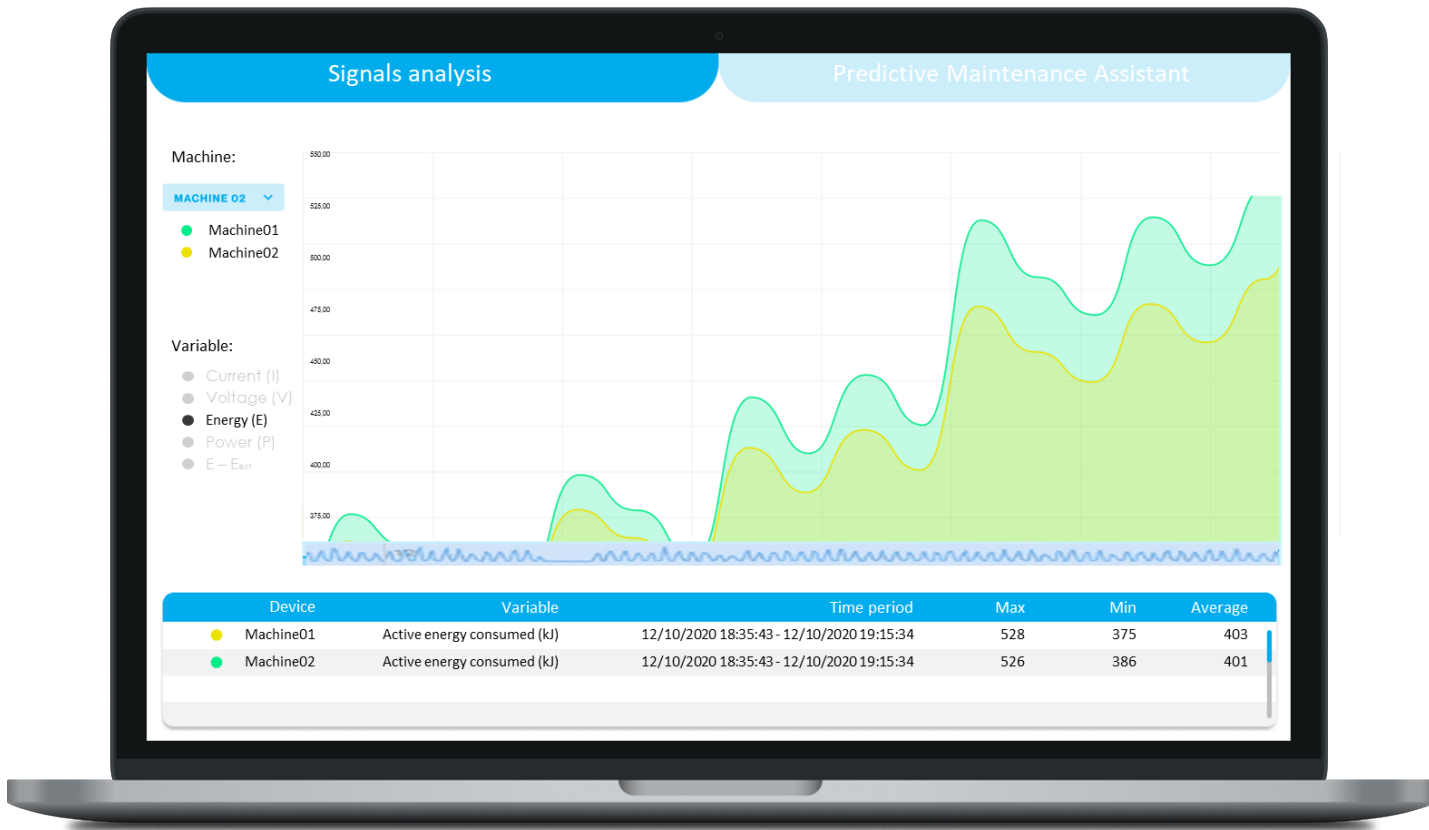 Signals analysis
Predictive Maintenance Assistant
Machine:
MACHINE 02
Machine01
Machine02
Variable:
Current (I)
Voltage (V)
Energy (E)
Power (P)
E – Eest
550,00
525,00
500,00
475,00
450,00
425,00
400,00
375,00
Device Variable Time period Max Min Average
Machine01 Active energy consumed (kJ) 12/10/2020 18:35:43 - 12/10/2020 19:15:34 528 375 403
Machine02 Active energy consumed (kJ) 12/10/2020 18:35:43 - 12/10/2020 19:15:34 526 386 401